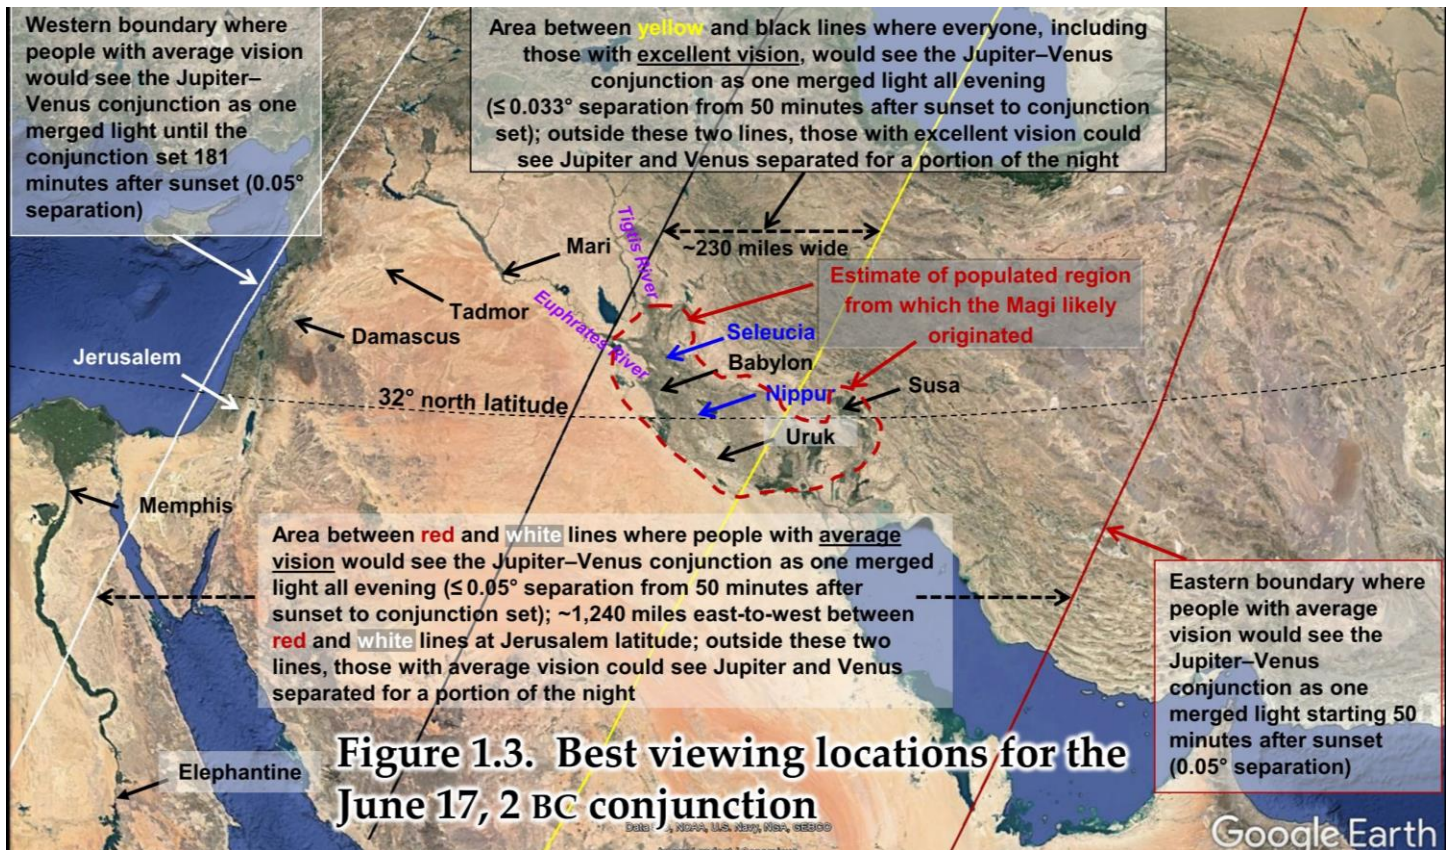 Western boundary where
people with average vision
would see the Jupiter–
Venus conjunction as one
merged light until the
conjunction set 181
minutes after sunset (0.05°
separation)
Area between yellow and black lines where everyone, including
those with excellent vision, would see the Jupiter–Venus
conjunction as one merged light all evening
(≤ 0.033° separation from 50 minutes after sunset to conjunction
set); outside these two lines, those with excellent vision could
see Jupiter and Venus separated for a portion of the night
~230 miles wide
Tigtis River
Mari
Euphrates River
Tadmor
Damascus
Jerusalem
Estimate of populated region
from which the Magi likely
originated
Seleucia
Babylon
Nippur
Susa
32° north latitude
Uruk
Memphis
Area between red and white lines where people with average
vision would see the Jupiter–Venus conjunction as one merged
light all evening (≤ 0.05° separation from 50 minutes after
sunset to conjunction set); ~1,240 miles east-to-west between
red and white lines at Jerusalem latitude; outside these two
lines, those with average vision could see Jupiter and Venus
separated for a portion of the night
Eastern boundary where
people with average
vision would see the
Jupiter–Venus
conjunction as one
merged light starting 50
minutes after sunset
(0.05° separation)
Elephantine
Figure 1.3. Best viewing locations for the
June 17, 2 BC conjunction
Data NOAA, U.S. Navy, NGA, GEBCO
Google Earth